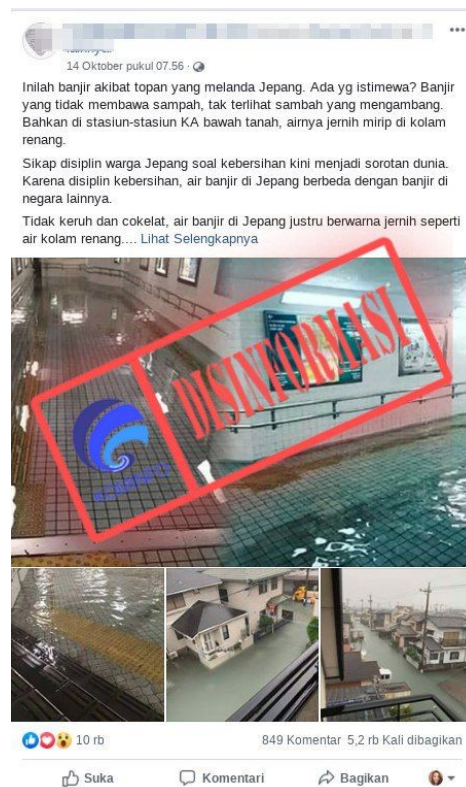 14 Oktober pukul 07.56 ·
Inilah banjir akibat topan yang melanda Jepang. Ada yg istimewa? Banjir
yang tidak membawa sampah, tak terlihat sambah yang mengambang.
Bahkan di stasiun-stasiun KA bawah tanah, airnya jernih mirip di kolam
renang.
Sikap disiplin warga Jepang soal kebersihan kini menjadi sorotan dunia.
Karena disiplin kebersihan, air banjir di Jepang berbeda dengan banjir di
negara lainnya.
Tidak keruh dan cokelat, air banjir di Jepang justru berwarna jernih seperti
air kolam renang.... Lihat Selengkapnya
DISINFORMASI
KOMINFO
10 rb
849 Komentar 5,2 rb Kali dibagikan
Suka
Komentari
Bagikan